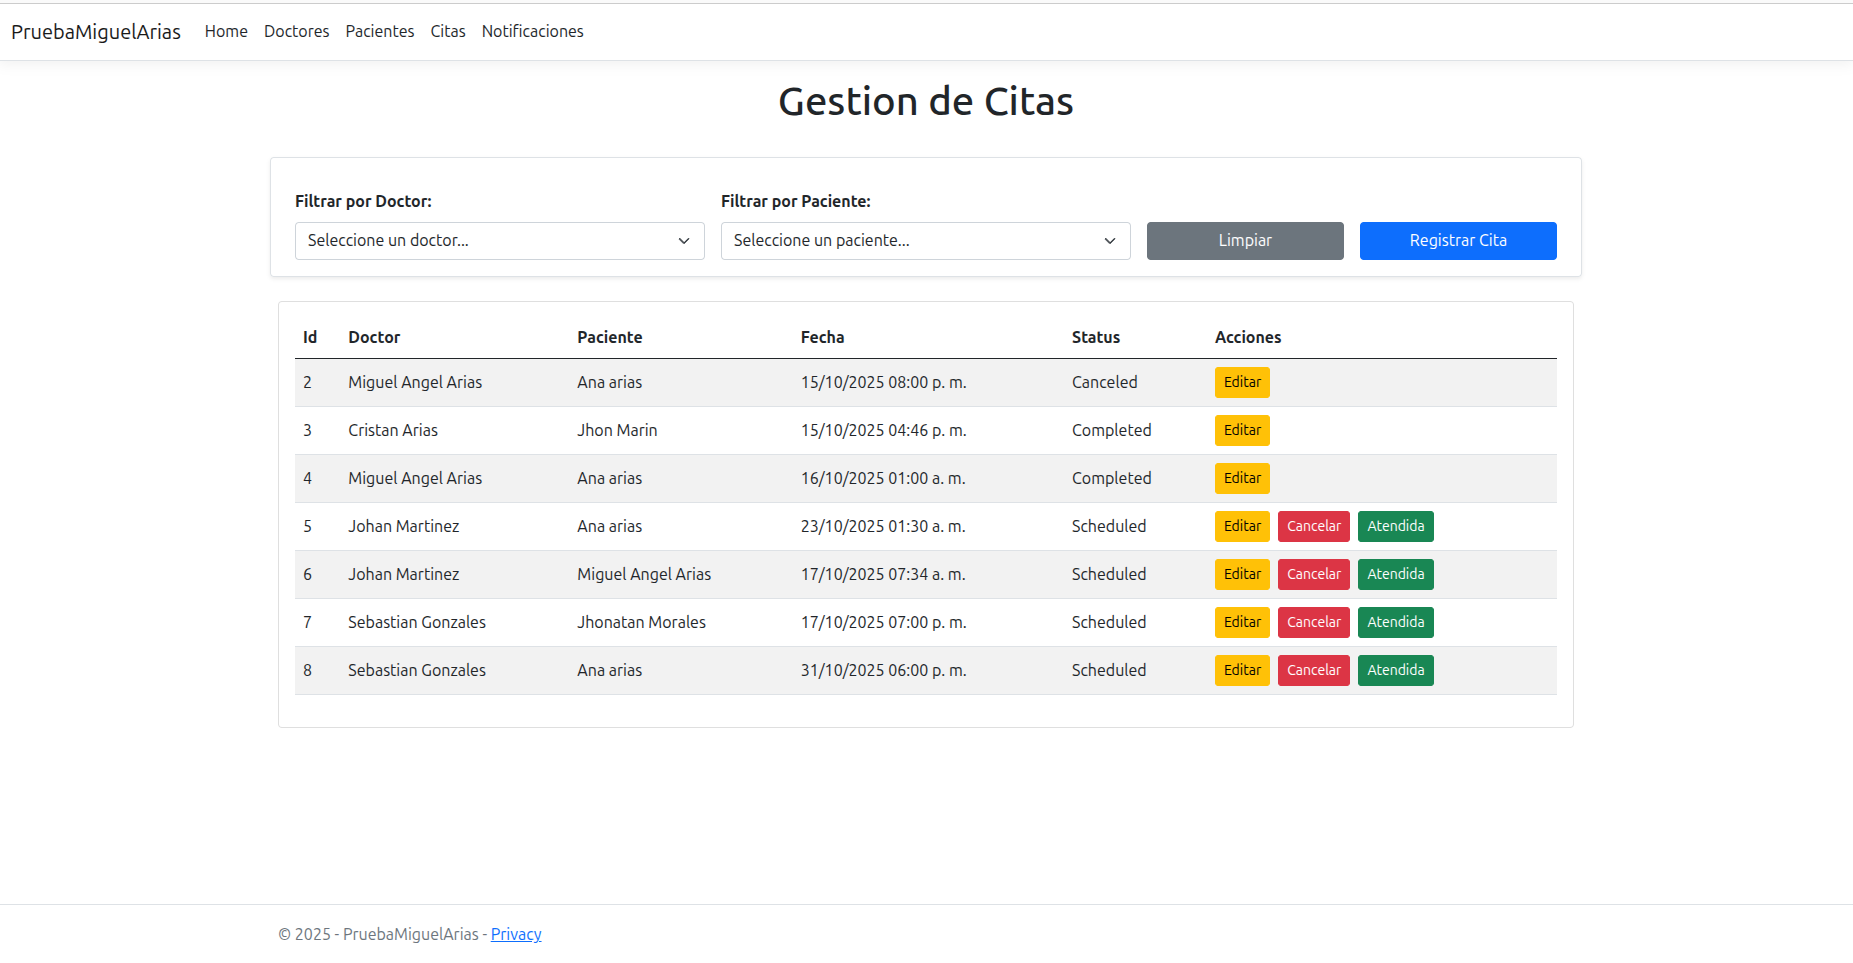 PruebaMiguelArias Home Doctores Pacientes Citas Notificaciones
Gestion de Citas
Filtrar por Doctor: Filtrar por Paciente:
Seleccione un doctor... Seleccione un paciente... Limpiar Registrar Cita
Id Doctor Paciente Fecha Status Acciones
2 Miguel Angel Arias Ana arias 15/10/2025 08:00 p. m. Canceled Editar
3 Cristan Arias Jhon Marin 15/10/2025 04:46 p. m. Completed Editar
4 Miguel Angel Arias Ana arias 16/10/2025 01:00 a. m. Completed Editar
5 Johan Martinez Ana arias 23/10/2025 01:30 a. m. Scheduled Editar Cancelar Atendida
6 Johan Martinez Miguel Angel Arias 17/10/2025 07:34 a. m. Scheduled Editar Cancelar Atendida
7 Sebastian Gonzales Jhonatan Morales 17/10/2025 07:00 p. m. Scheduled Editar Cancelar Atendida
8 Sebastian Gonzales Ana arias 31/10/2025 06:00 p. m. Scheduled Editar Cancelar Atendida
© 2025 - PruebaMiguelArias - Privacy